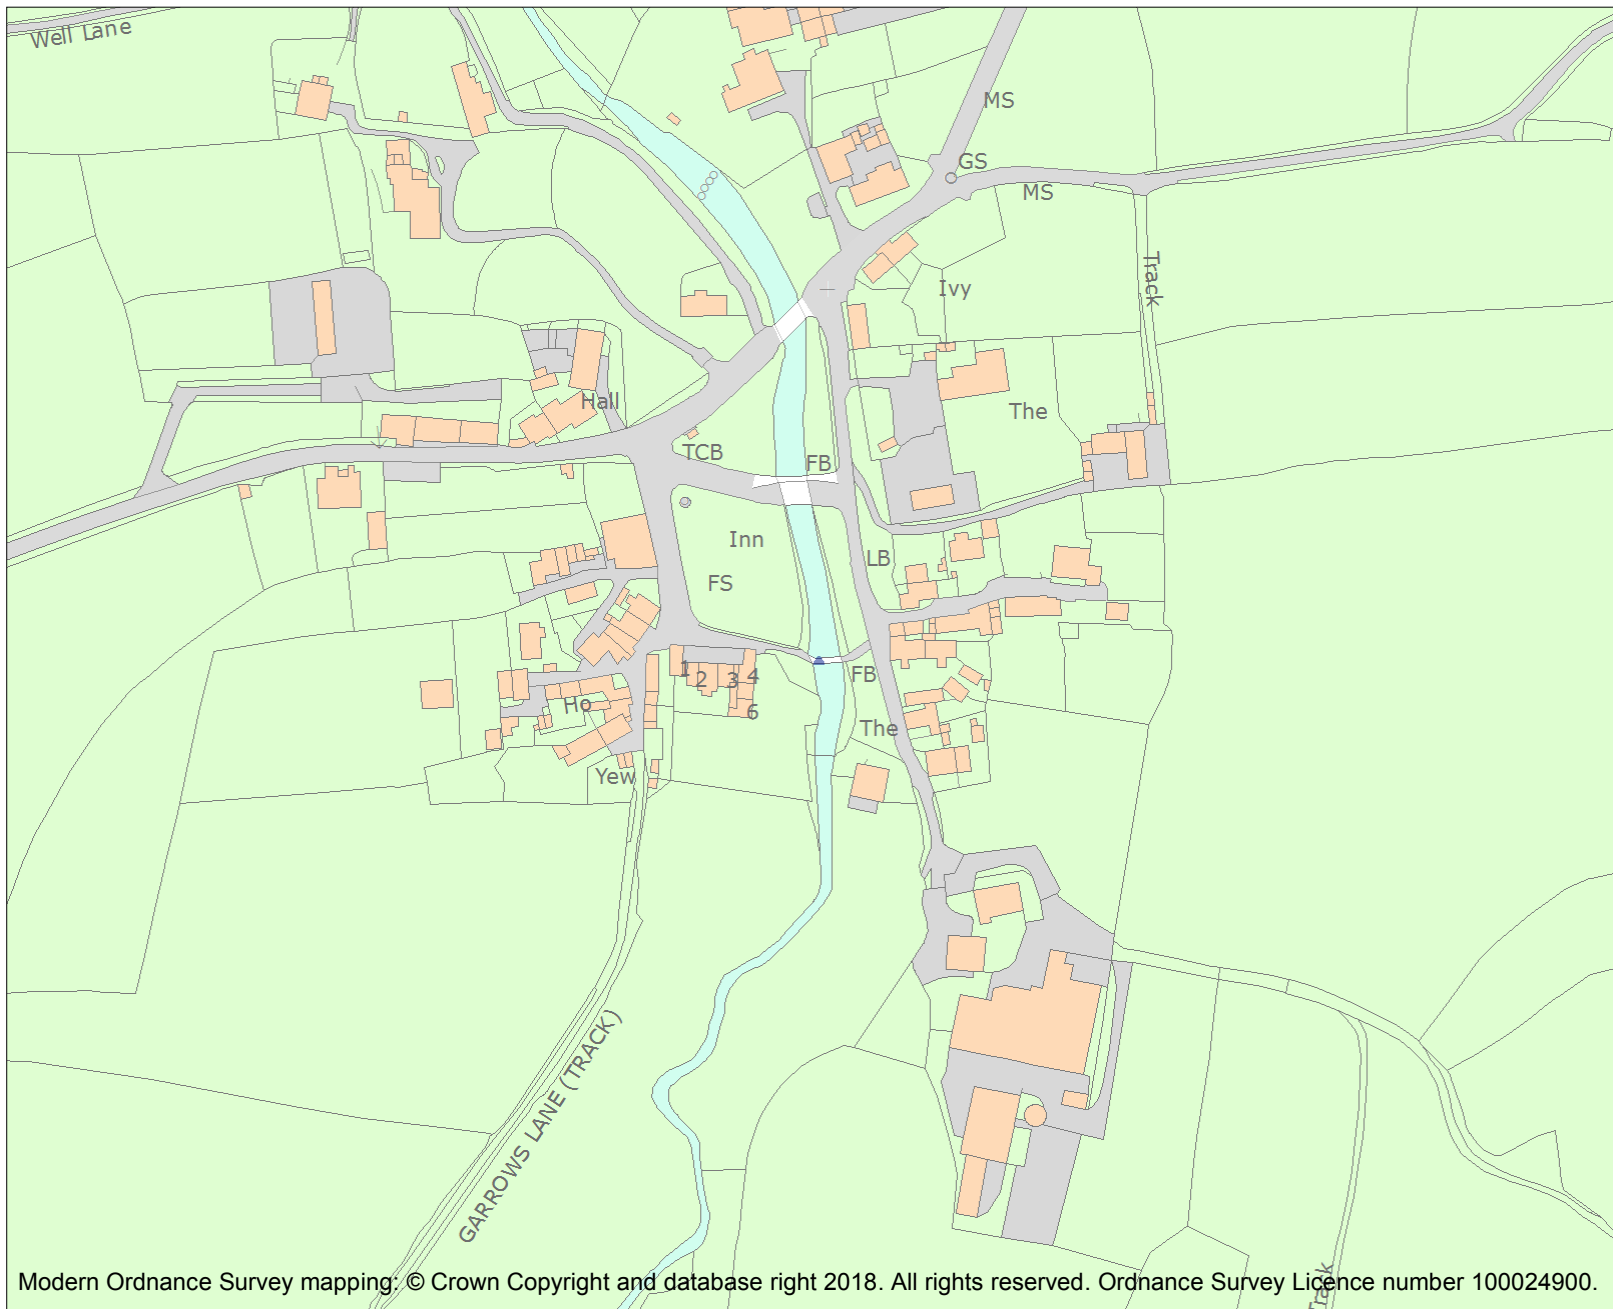 Well Lane
MS
GS
MS
Track
Ivy
Hall
The
TCB
FB
Inn
LB
FS
1
2
3
4
FB
6
Ho
The
Yew
GARROWS LANE (TRACK)
Track
Modern Ordnance Survey mapping: © Crown Copyright and database right 2018. All rights reserved. Ordnance Survey Licence number 100024900.